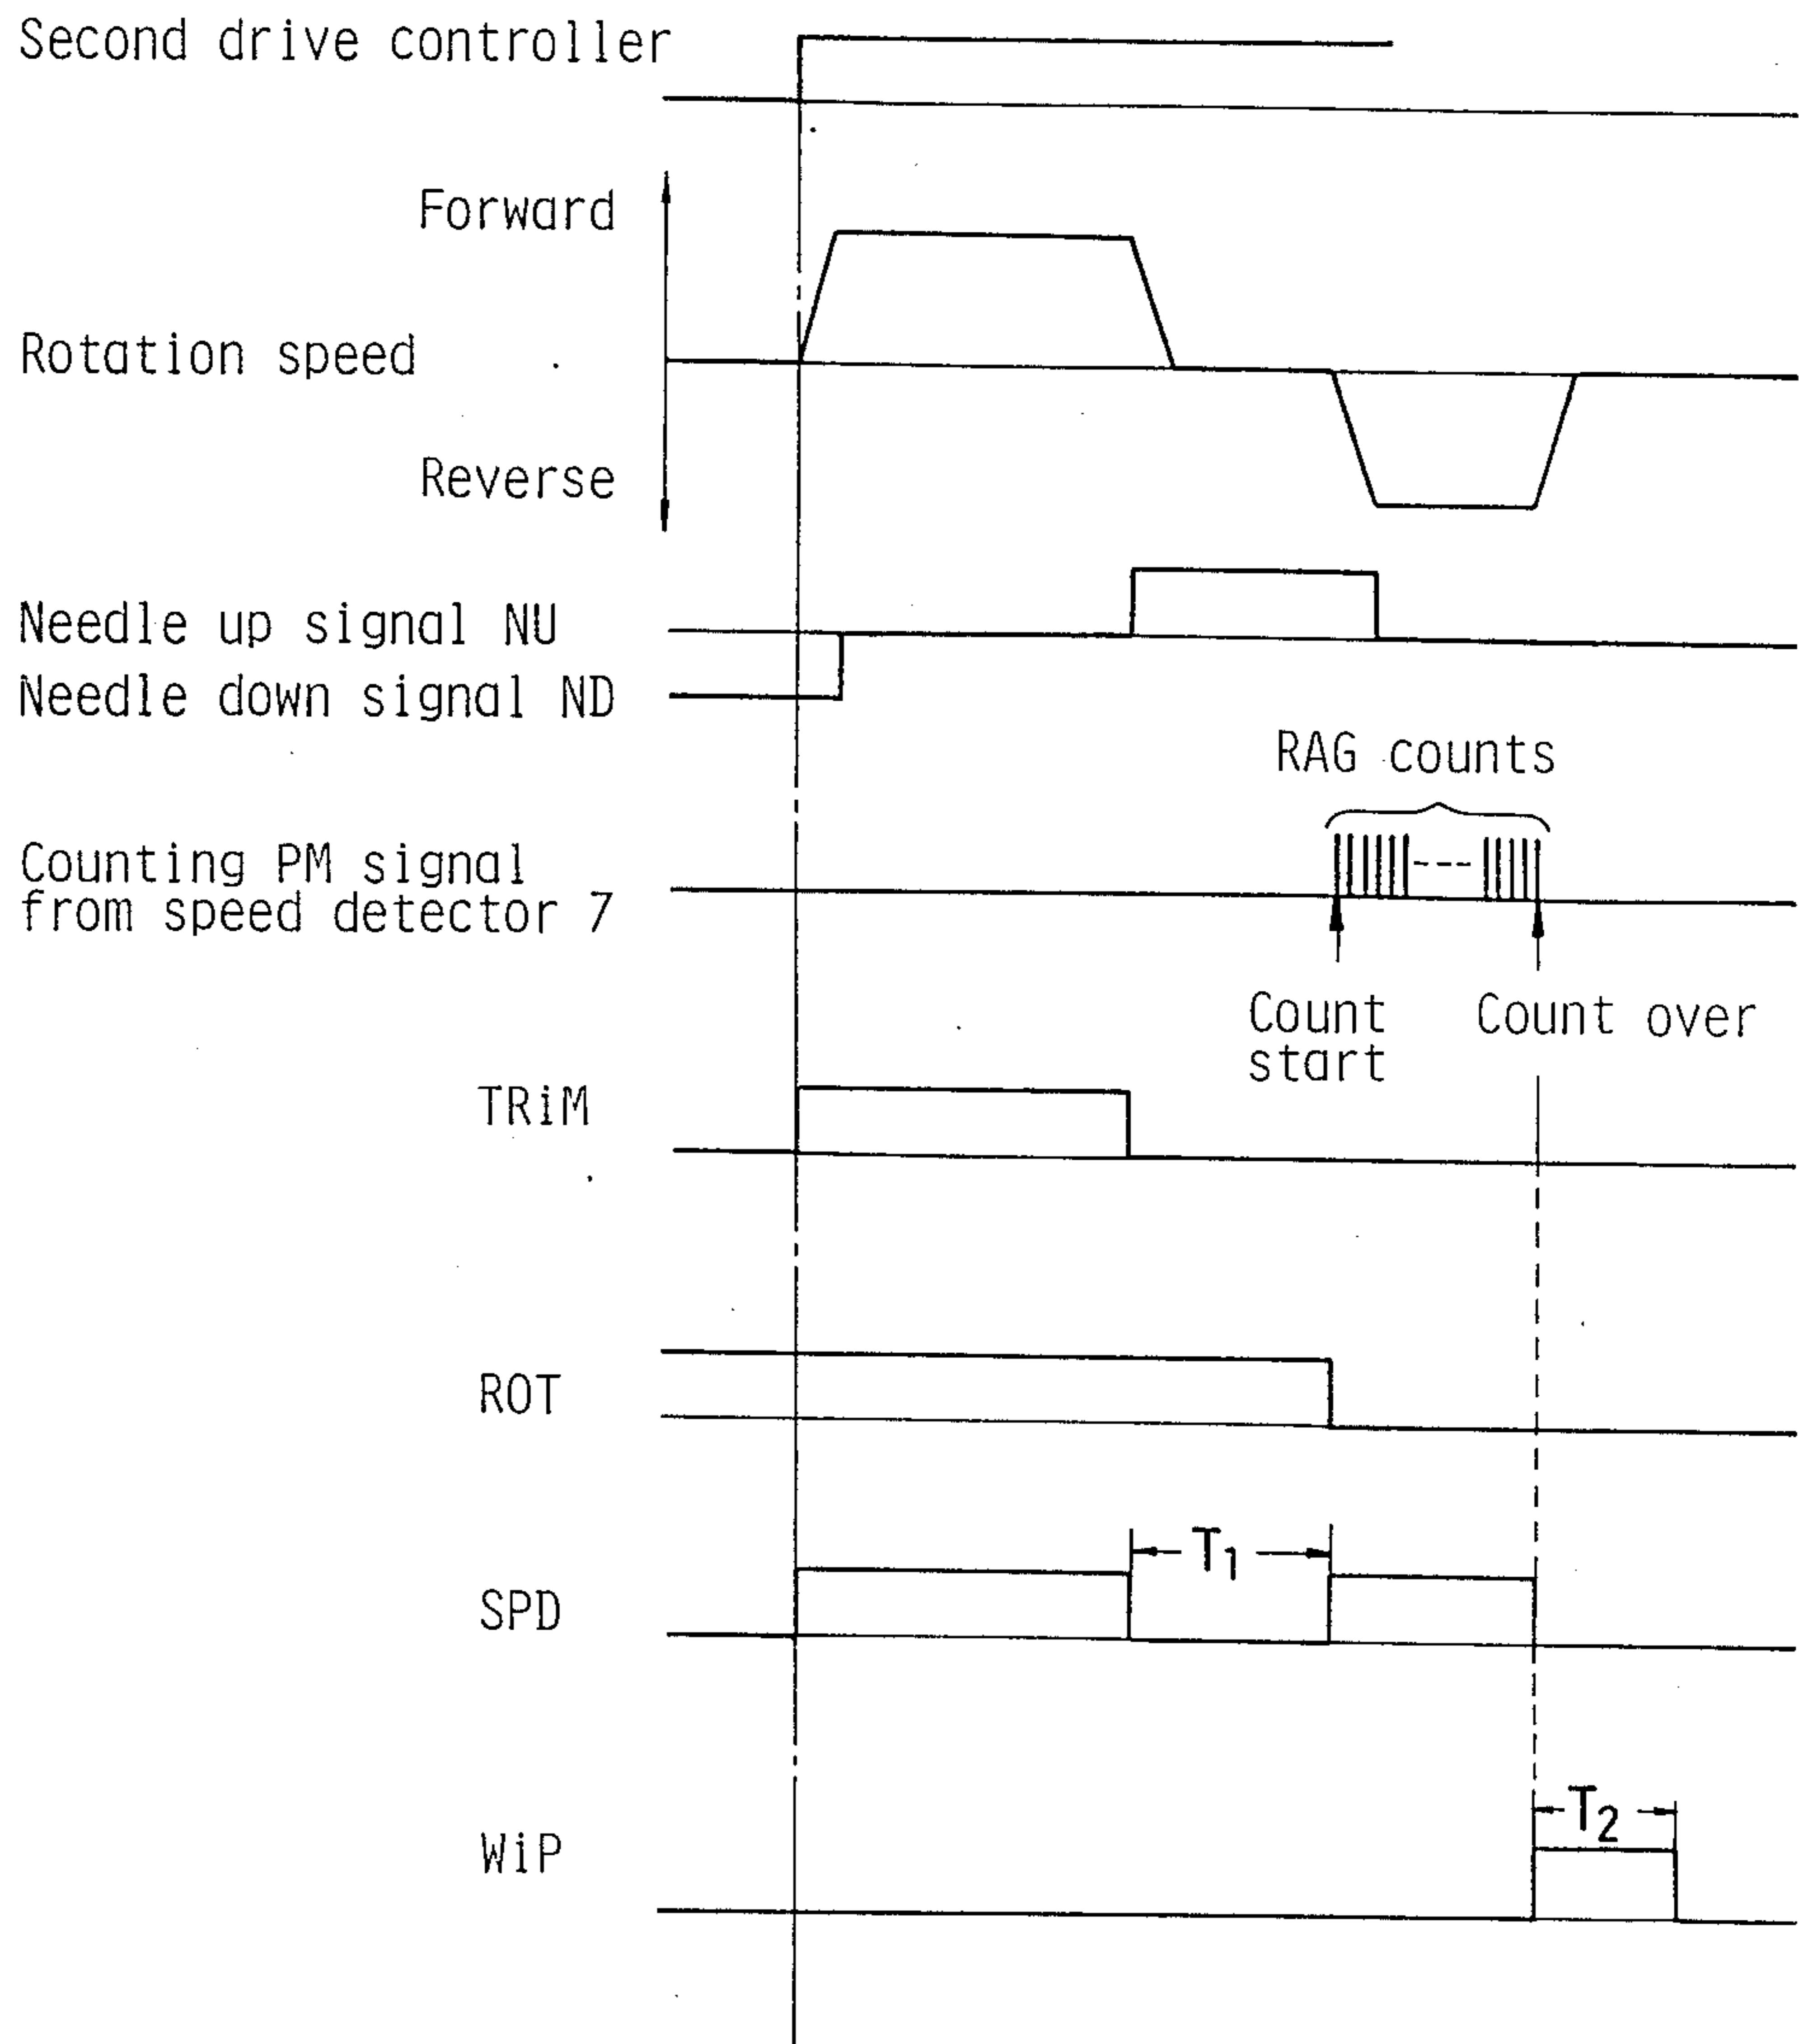 Second drive controller
Forward
Rotation speed
Reverse
Needle up signal NU
Needle down signal ND
RAG counts
Counting PM signal
from speed detector 7
Count
start
Count over
TRiM
ROT
T1
SPD
T2
WiP